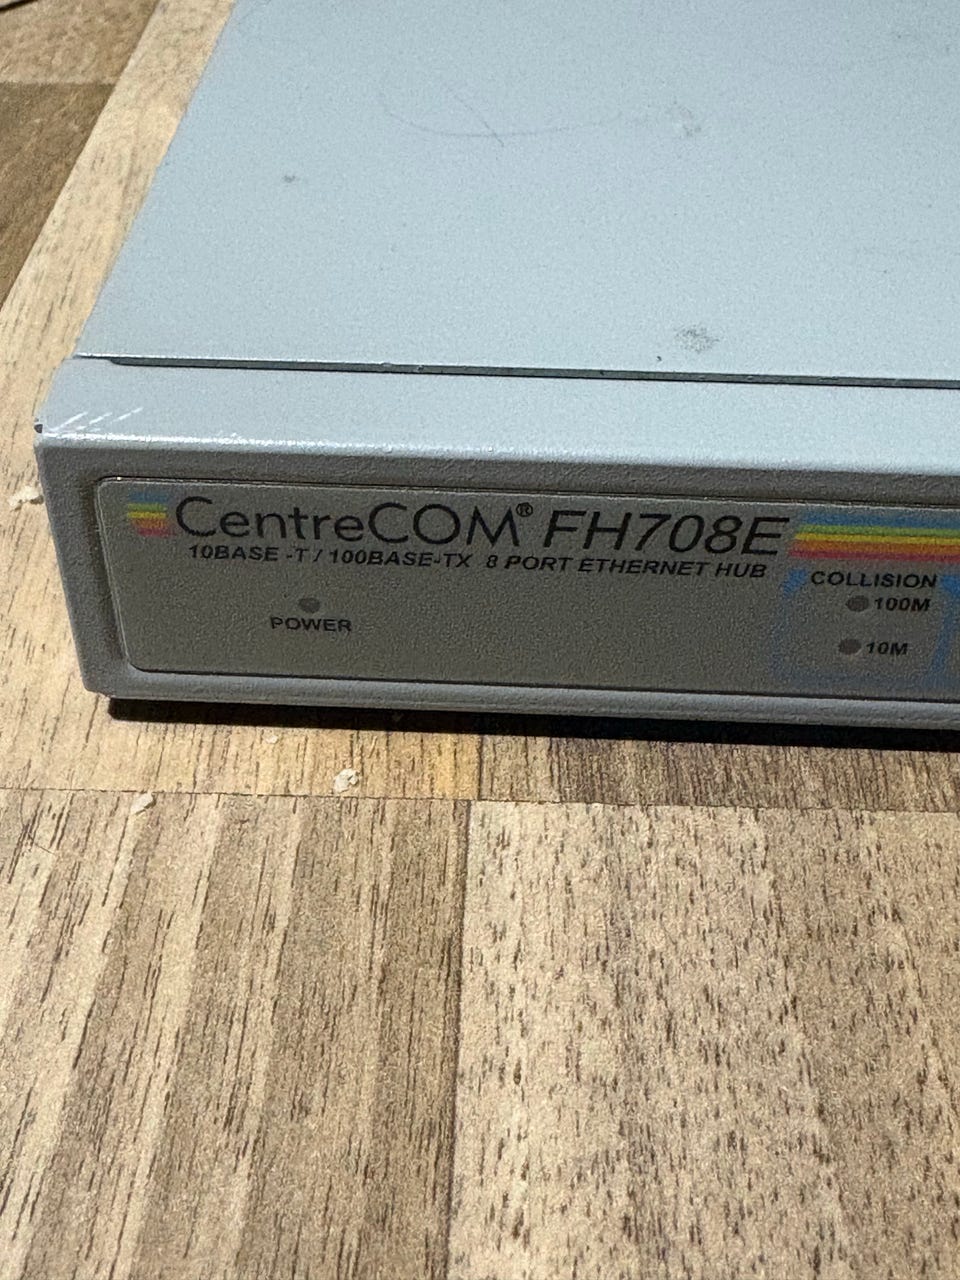 CentreCOM® FH708E
10BASE -T / 100BASE-TX 8 PORT ETHERNET HUB
COLLISION
100M
POWER
10M